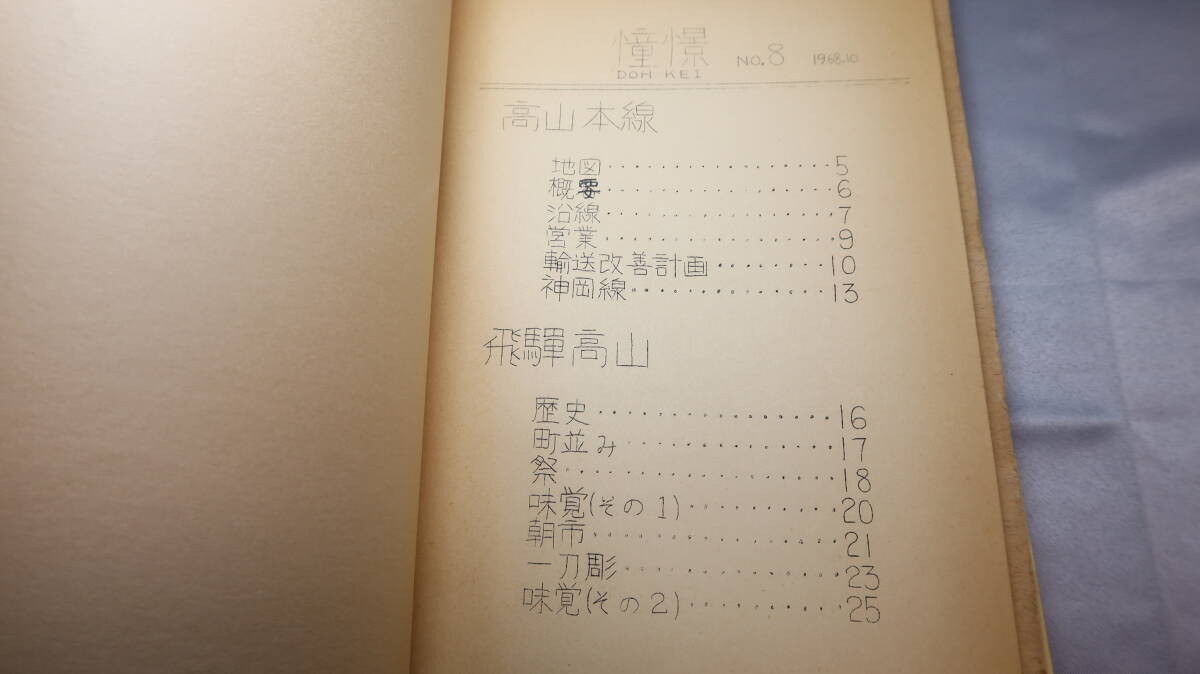 憧憬 NO.8 1968.10
DOH KEI
高山本線
地図・・・・・・・・・・・・・・・・5
概要・・・・・・・・・・・・・・・・6
沿線・・・・・・・・・・・・・・・・7
営業・・・・・・・・・・・・・・・・9
輸送改善計画・・・・・・・・10
神岡線・・・・・・・・・・・・・・13
飛騨高山
歴史・・・・・・・・・・・・・・・・16
町並み・・・・・・・・・・・・・・17
祭・・・・・・・・・・・・・・・・・・18
味覚(その1)・・・・・・・・・・20
朝市・・・・・・・・・・・・・・・・21
一刀彫・・・・・・・・・・・・・・23
味覚(その2)・・・・・・・・・・25